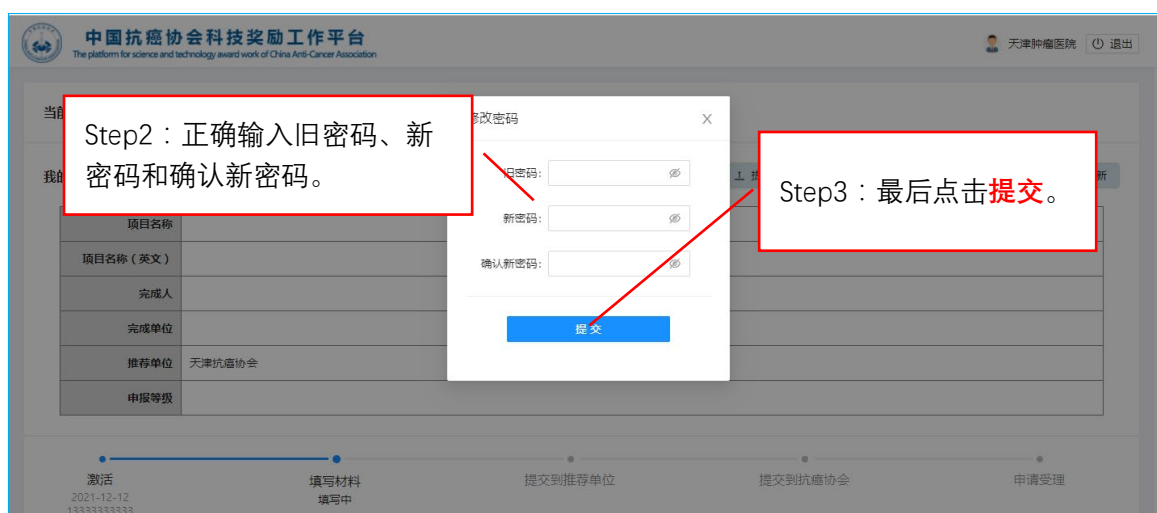 中国抗癌协会科技奖励工作平台
The platform for science and technology award work of China Anti-Cancer Association
天津肿瘤医院
退出
当前
修改密码
X
Step2：正确输入旧密码、新
密码和确认新密码。
旧密码:
新密码:
确认新密码:
提交
Step3：最后点击提交。
我的
提
新
项目名称
项目名称（英文）
完成人
完成单位
推荐单位
天津抗癌协会
申报等级
激活
2021-12-12
13333333333
填写材料
填写中
提交到推荐单位
提交到抗癌协会
申请受理